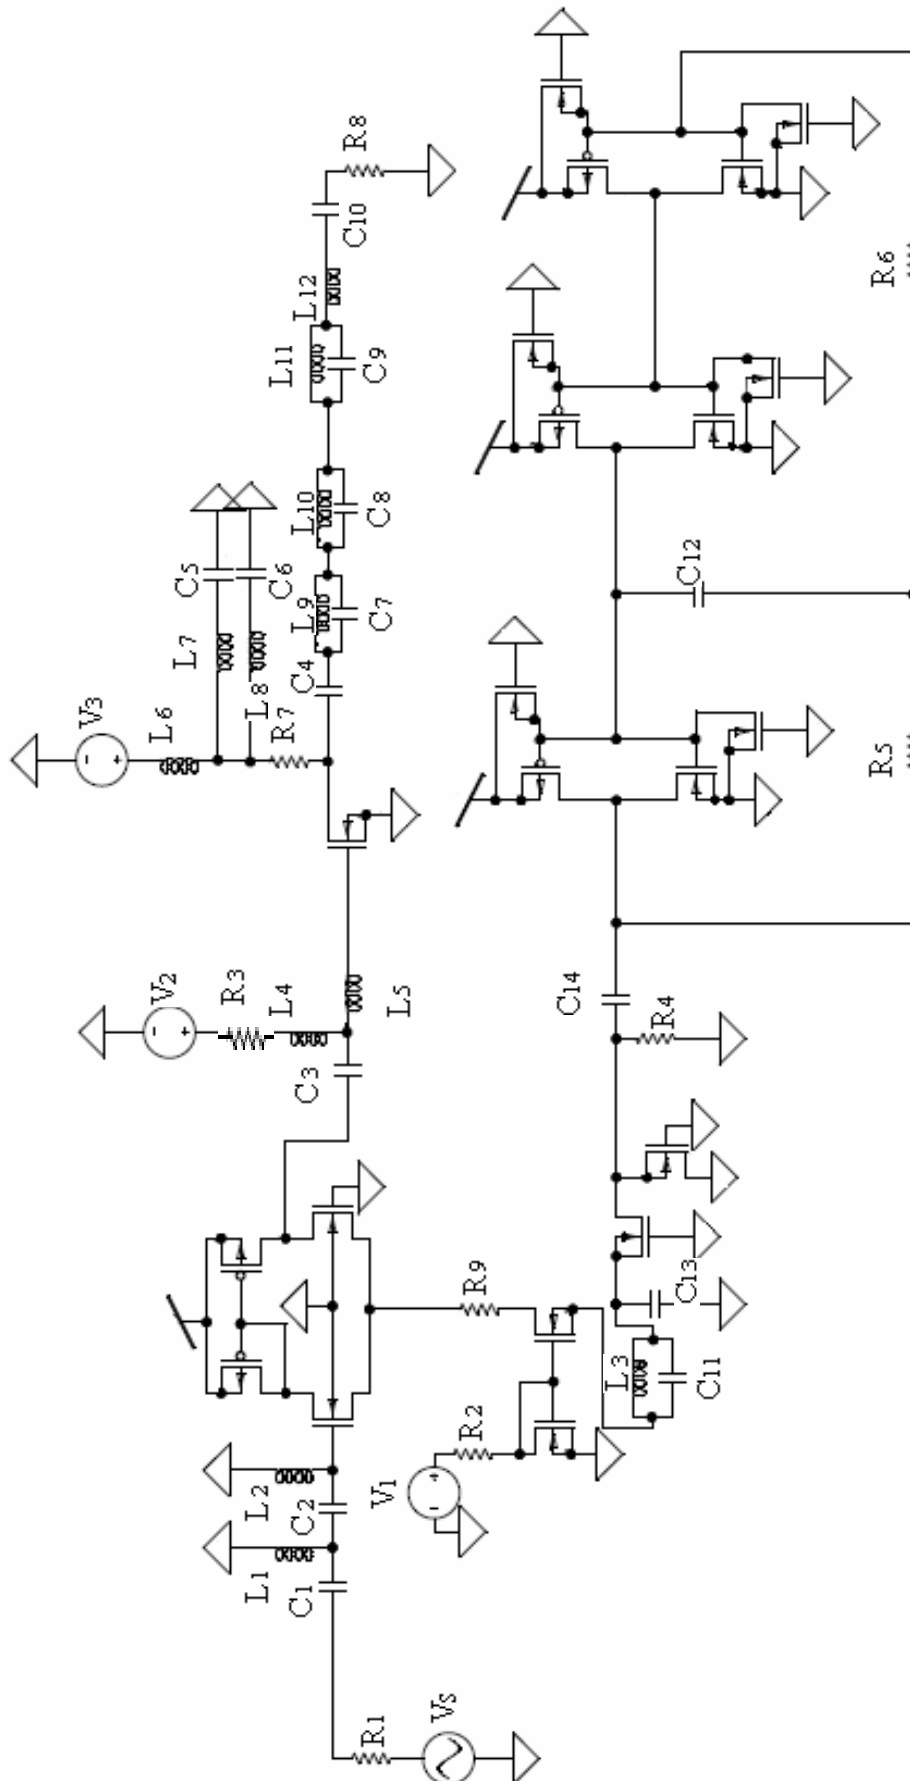 R8
C10
L12
L11
C9
R6
L10
C8
C5
C6
L7
L9
C7
C12
V3
L6
L8
R7
C4
R5
V2
R3
L4
L5
C14
C3
R4
R9
C13
L3
C11
R2
V1
L2
C2
L1
C1
R1
VS
- +
- +
- +